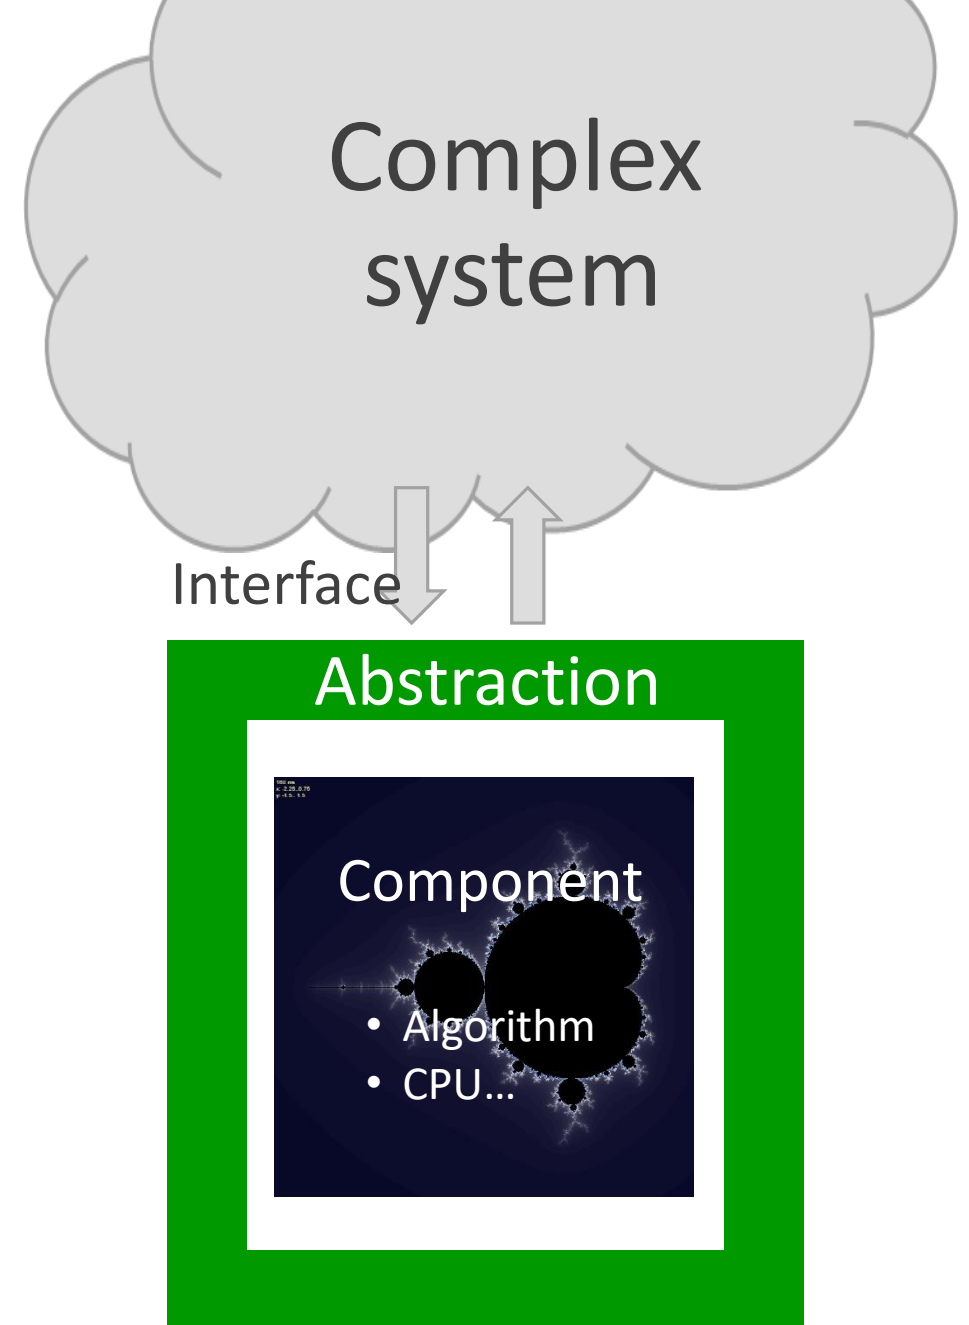 Complex
system
Interface
Abstraction
Component
• Algorithm
• CPU…